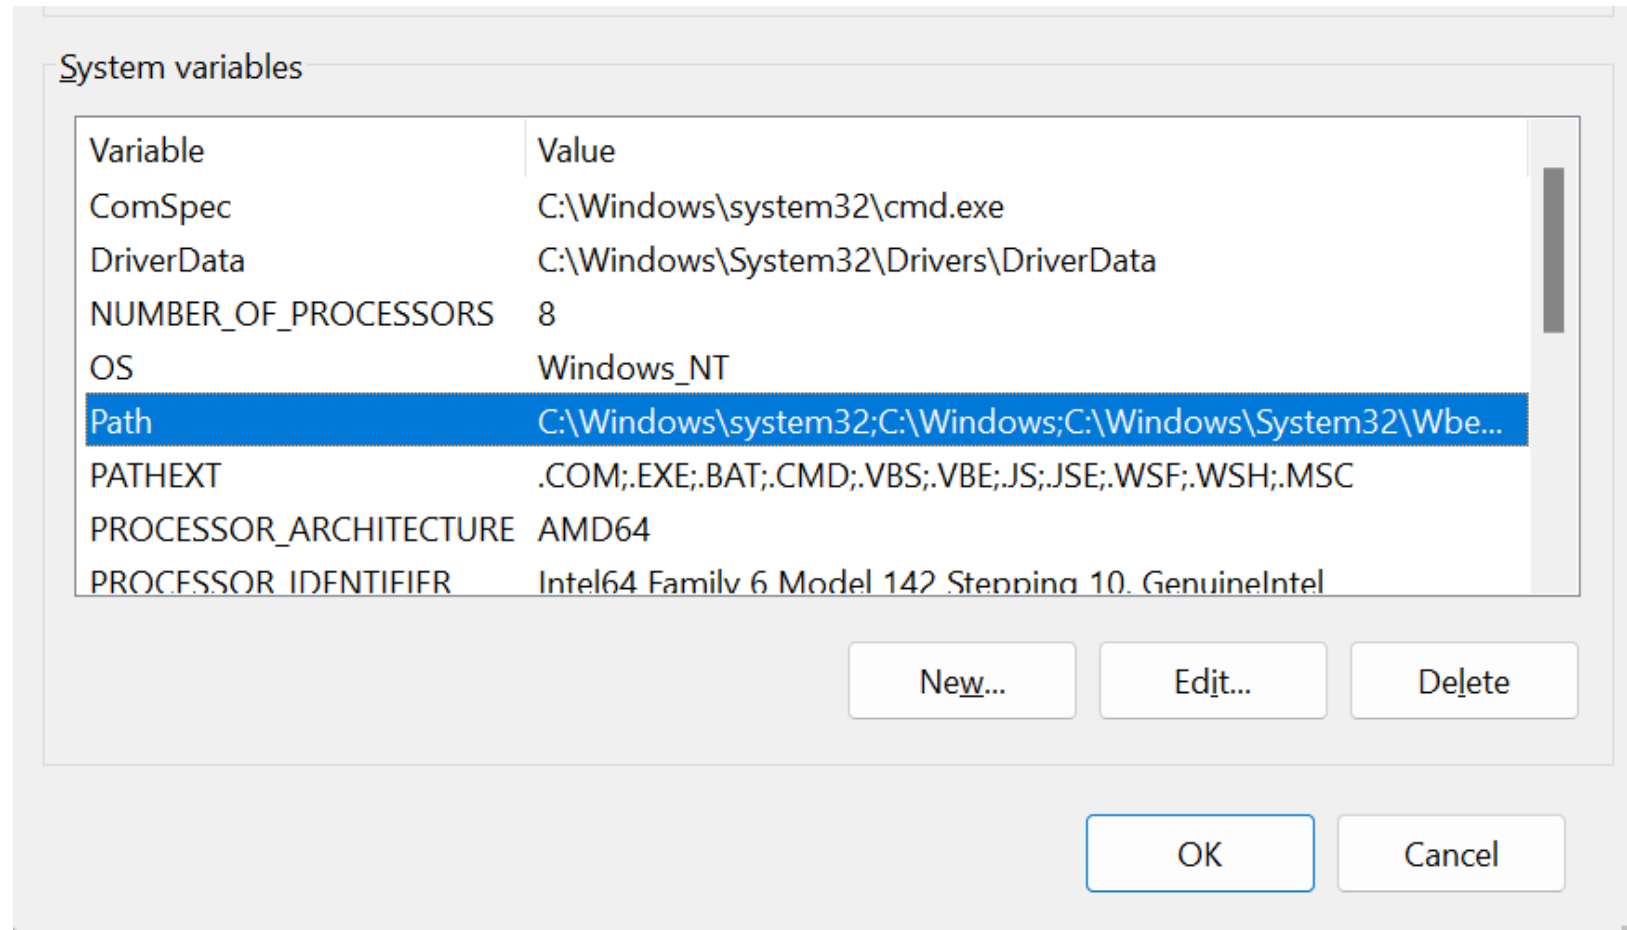 System variables
Variable Value
ComSpec C:\Windows\system32\cmd.exe
DriverData C:\Windows\System32\Drivers\DriverData
NUMBER_OF_PROCESSORS 8
OS Windows_NT
Path C:\Windows\system32;C:\Windows;C:\Windows\System32\Wbe...
PATHEXT .COM;.EXE;.BAT;.CMD;.VBS;.VBE;.JS;.JSE;.WSF;.WSH;.MSC
PROCESSOR_ARCHITECTURE AMD64
PROCESSOR_IDENTIFIER Intel64 Family 6 Model 142 Stepping 10, GenuineIntel
New... Edit... Delete
OK Cancel